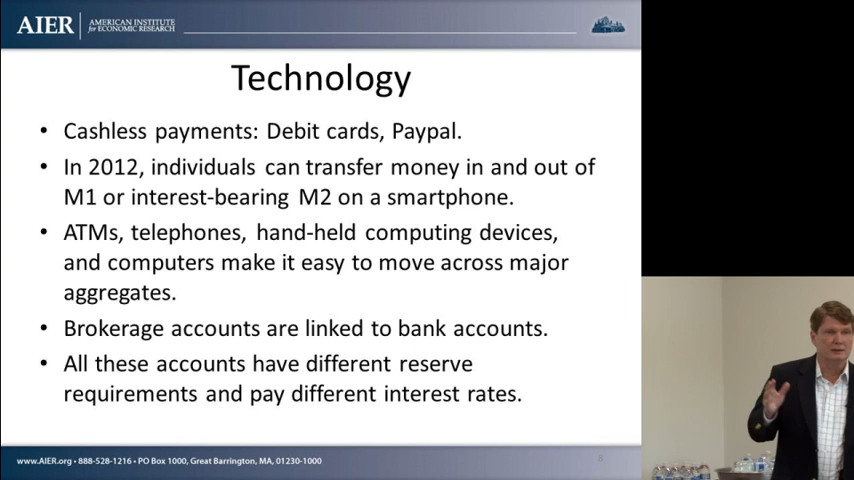 AIER
AMERICAN INSTITUTE
for ECONOMIC RESEARCH
Technology
• Cashless payments: Debit cards, Paypal.
• In 2012, individuals can transfer money in and out of
M1 or interest-bearing M2 on a smartphone.
• ATMs, telephones, hand-held computing devices,
and computers make it easy to move across major
aggregates.
• Brokerage accounts are linked to bank accounts.
• All these accounts have different reserve
requirements and pay different interest rates.
www.AIER.org • 888-528-1216 • PO Box 1000, Great Barrington, MA, 01230-1000
8